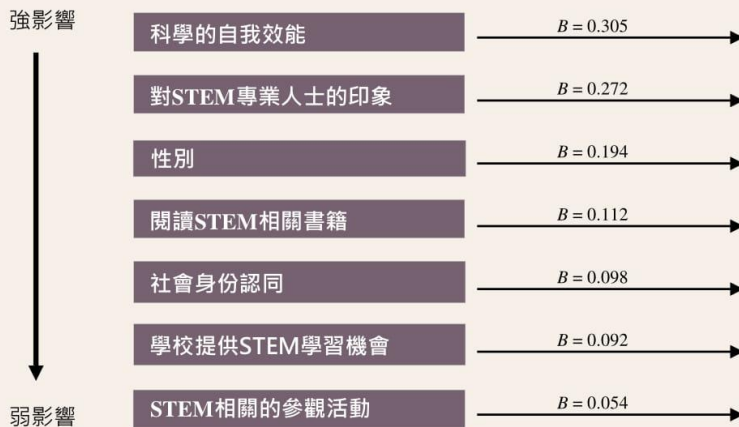 強影響
科學的自我效能
B = 0.305
對STEM專業人士的印象
B = 0.272
性別
B = 0.194
閱讀STEM相關書籍
B = 0.112
社會身份認同
B = 0.098
學校提供STEM學習機會
B = 0.092
STEM相關的參觀活動
B = 0.054
弱影響